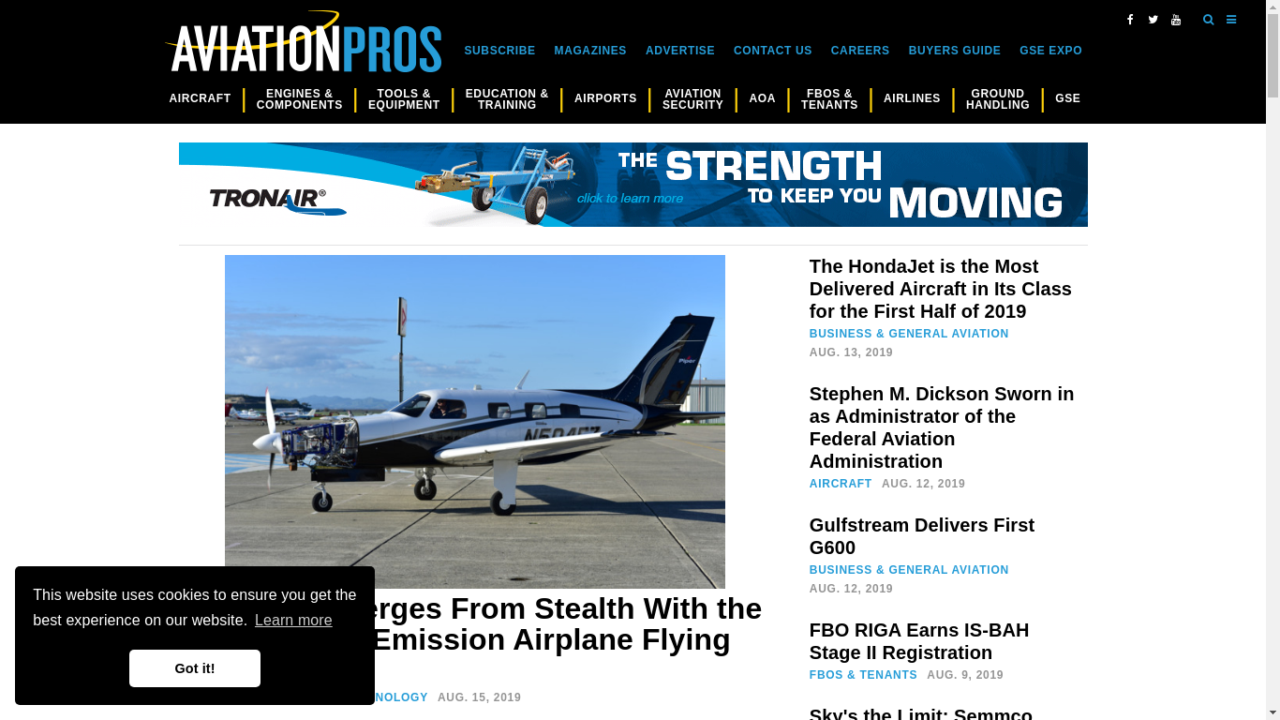 AVIATIONPROS
SUBSCRIBE MAGAZINES ADVERTISE CONTACT US CAREERS BUYERS GUIDE GSE EXPO
AIRCRAFT
ENGINES &
COMPONENTS
TOOLS &
EQUIPMENT
EDUCATION &
TRAINING
AIRPORTS
AVIATION
SECURITY
AOA
FBOS &
TENANTS
AIRLINES
GROUND
HANDLING
GSE
TRONAIR®
click to learn more
THE STRENGTH
TO KEEP YOU MOVING
Piper
erges From Stealth With the
Emission Airplane Flying
NOLOGY AUG. 15, 2019
The HondaJet is the Most
Delivered Aircraft in Its Class
for the First Half of 2019
BUSINESS & GENERAL AVIATION
AUG. 13, 2019
Stephen M. Dickson Sworn in
as Administrator of the
Federal Aviation
Administration
AIRCRAFT AUG. 12, 2019
Gulfstream Delivers First
G600
BUSINESS & GENERAL AVIATION
AUG. 12, 2019
FBO RIGA Earns IS-BAH
Stage II Registration
FBOS & TENANTS AUG. 9, 2019
Sky's the Limit: Semmco
This website uses cookies to ensure you get the
best experience on our website. Learn more
Got it!